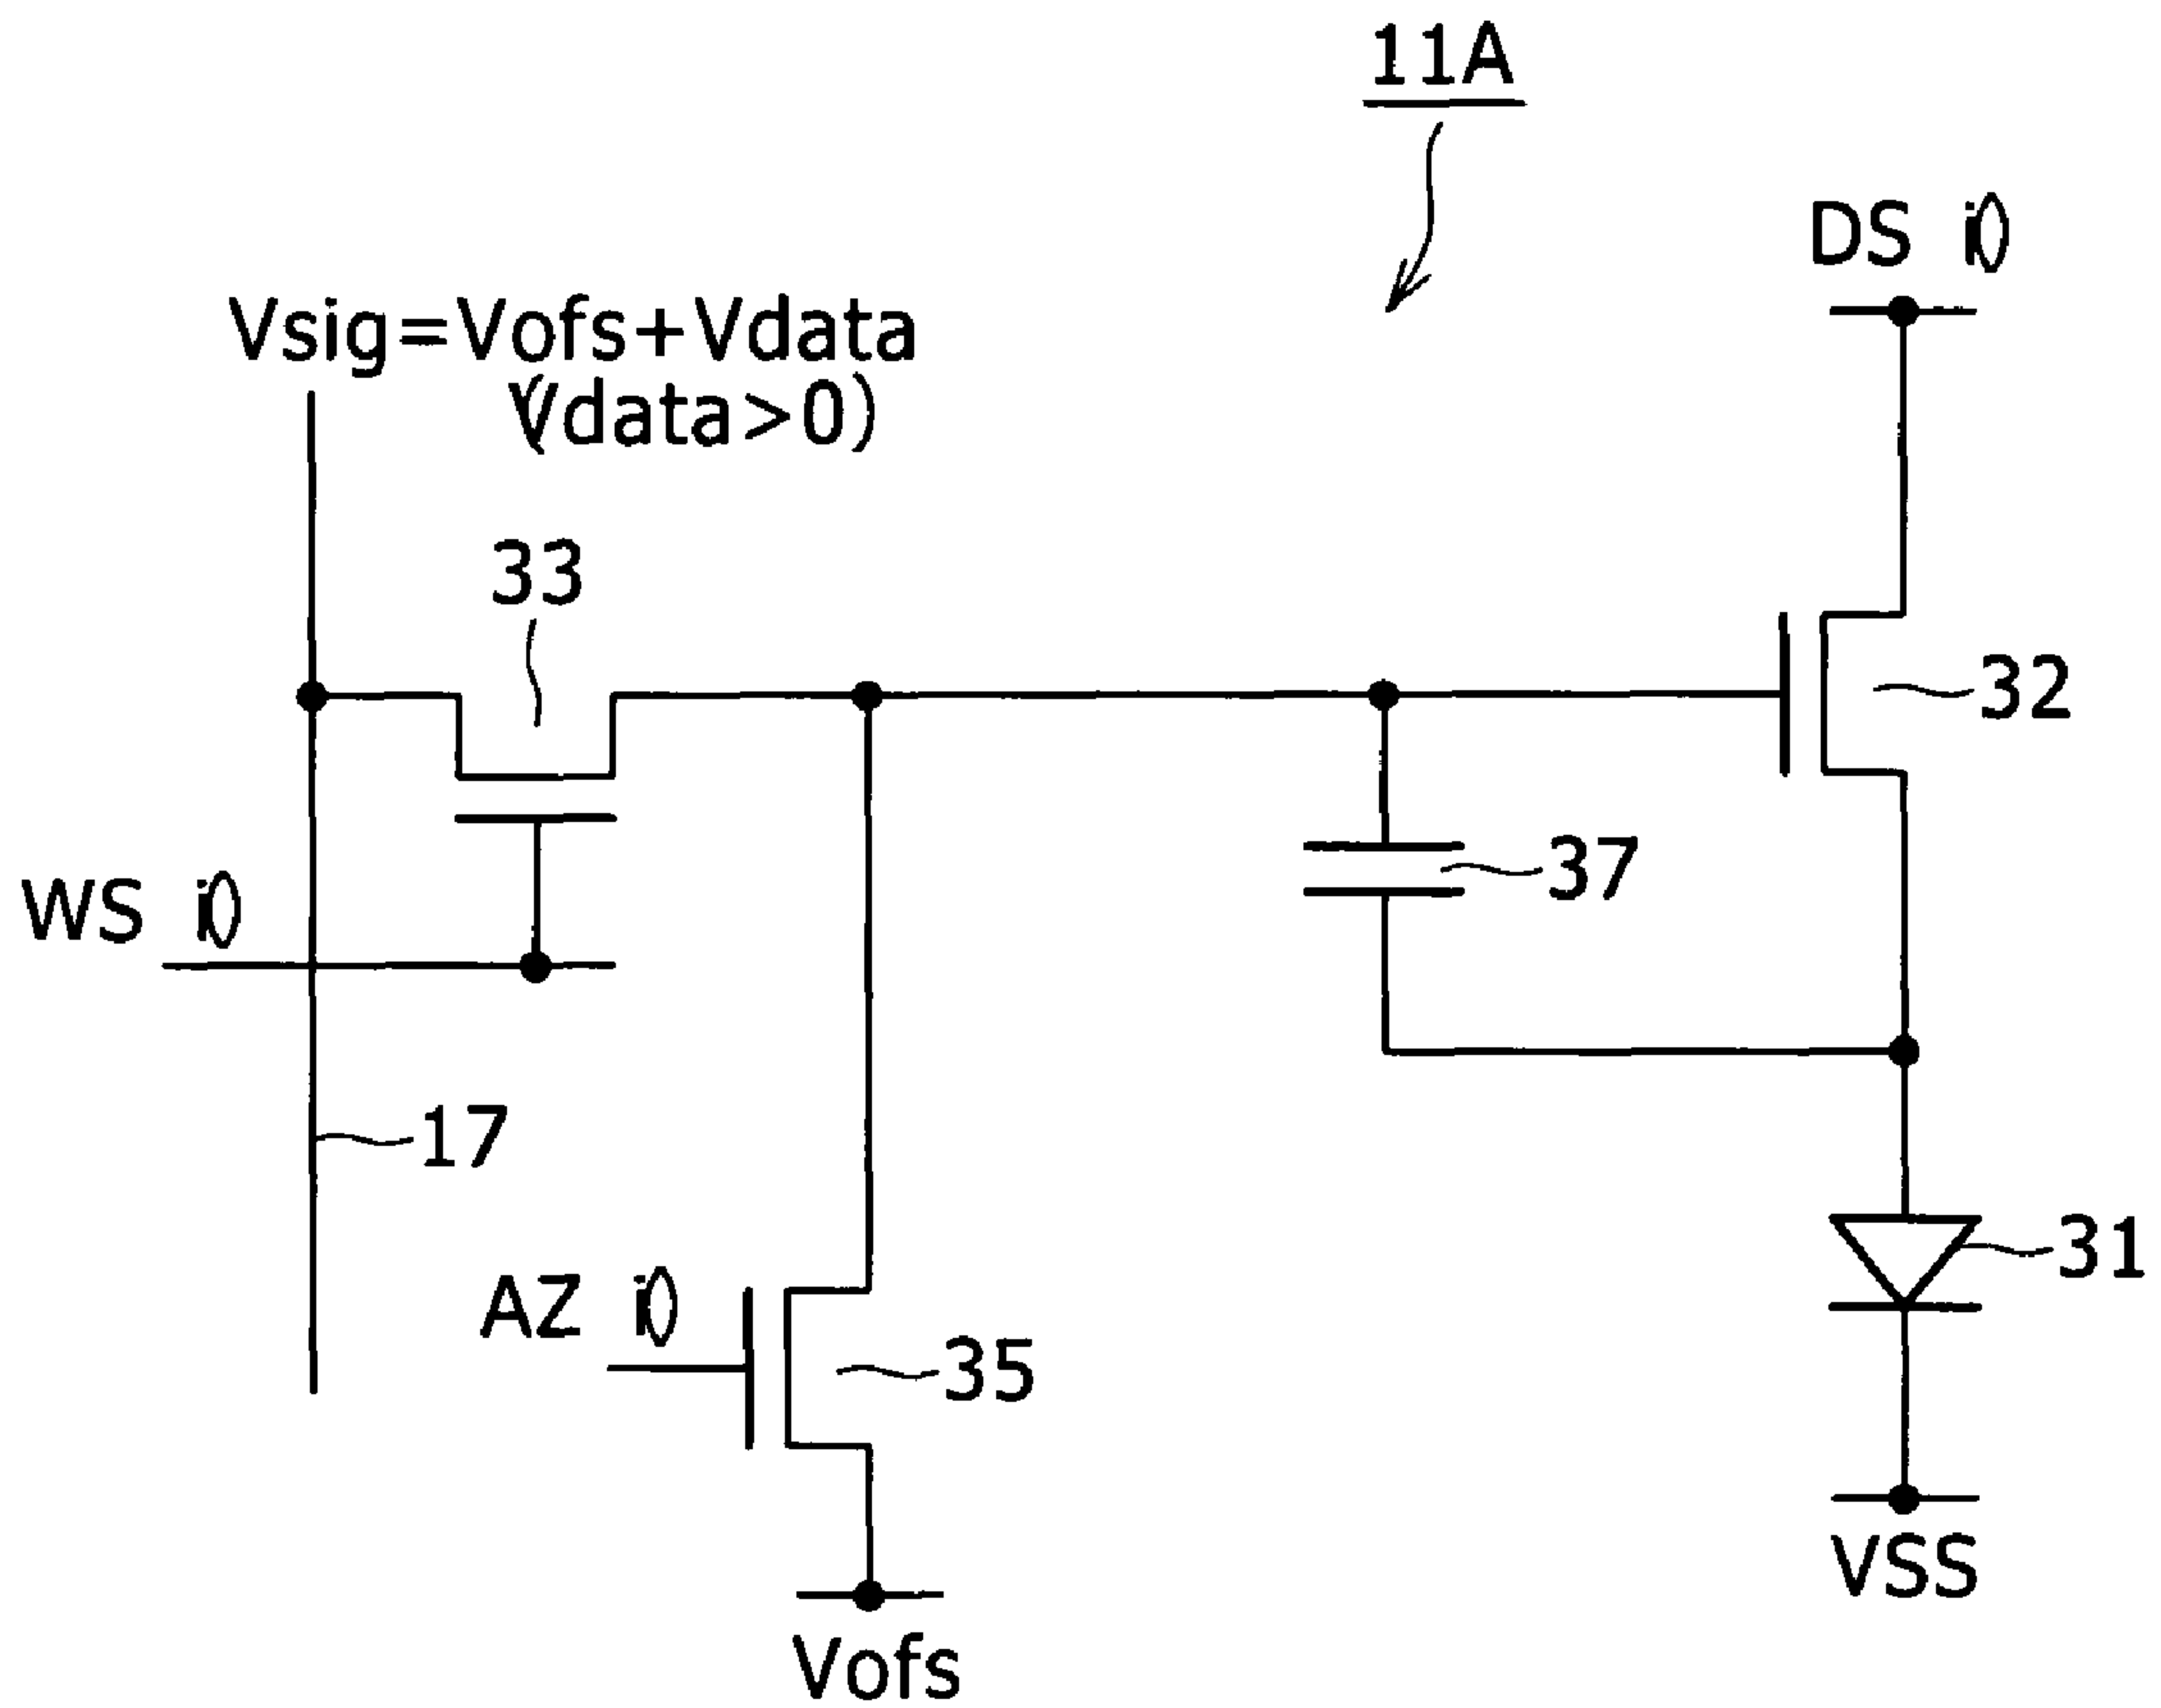 11A
DS (i)
Vsig=Vofs+Vdata
(Vdata>0)
33
32
37
WS (i)
17
31
AZ (i)
35
VSS
Vofs